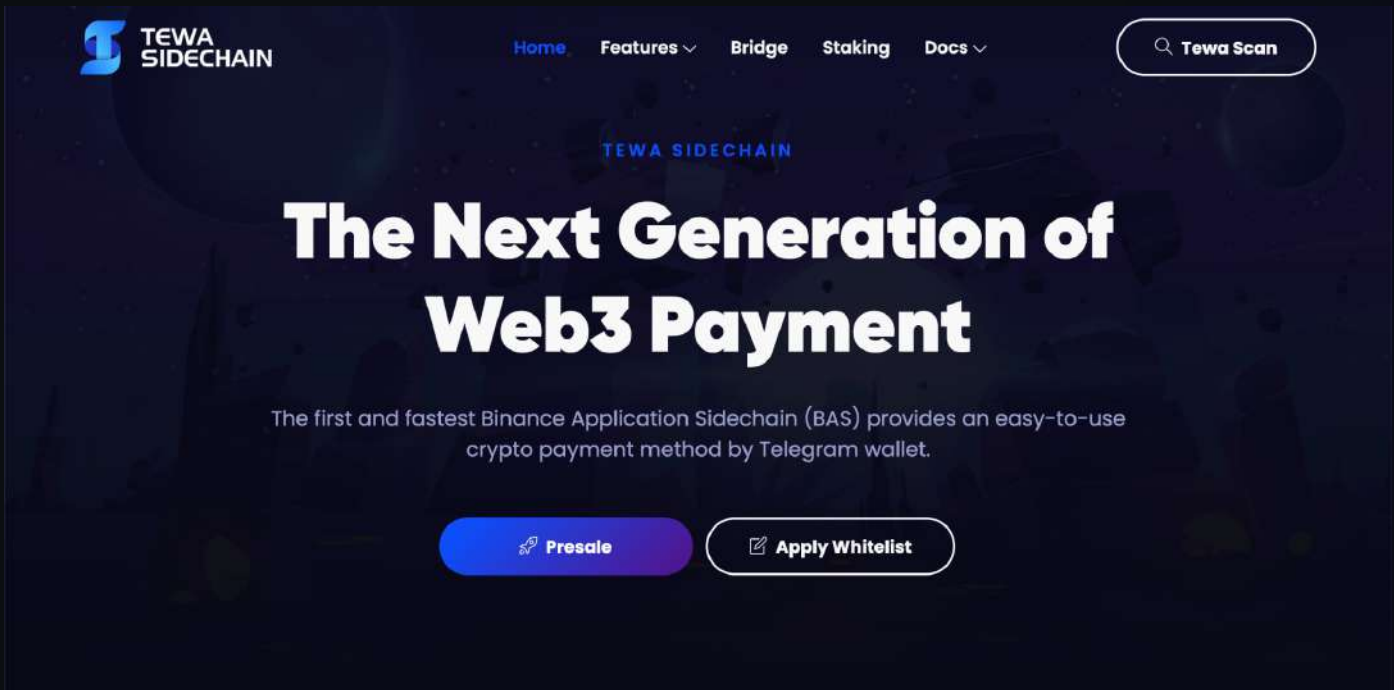 TEWA
SIDECHAIN
Home
Features
Bridge
Staking
Docs
Tewa Scan
TEWA SIDECHAIN
The Next Generation of
Web3 Payment
The first and fastest Binance Application Sidechain (BAS) provides an easy-to-use
crypto payment method by Telegram wallet.
Presale
Apply Whitelist